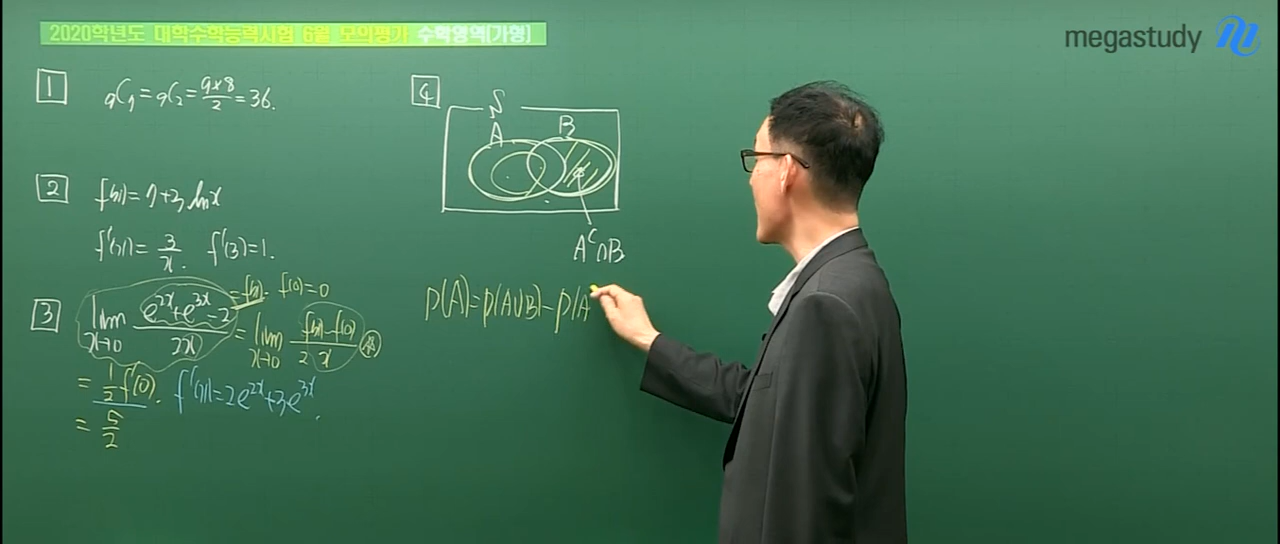 2020학년도 대학수학능력시험 6월 모의평가 수학영역[가형]
megastudy
1
₉C₇=₉C₂=9×8/2=36.
2
f(x)=7+3 ln x
f'(x)=3/x. f'(3)=1.
3
lim x→0 (e^{2x}+e^{3x}-2)/2x =f(x) f(0)=0
= lim x→0 (f(x)-f(0))/2x
= 1/2 f'(0). f'(x)=2e^{2x}+3e^{3x}.
= 5/2
4
S
A B
A^C∩B
P(A)=P(A∪B)-P(A